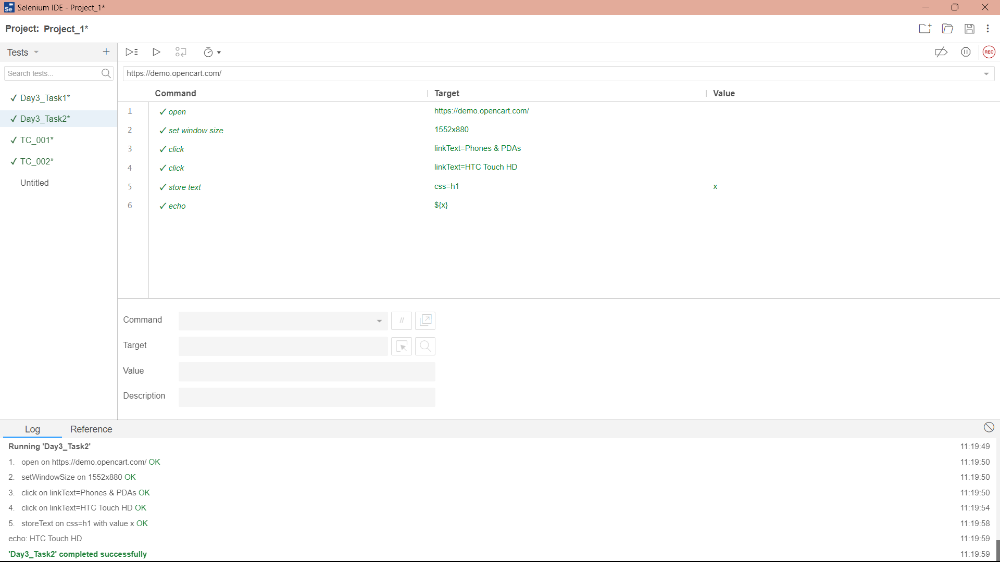 Se Selenium IDE - Project_1*
Project: Project_1*
Tests
REC
Search tests...
https://demo.opencart.com/
Command Target Value
✓ Day3_Task1*
✓ Day3_Task2*
✓ TC_001*
✓ TC_002*
Untitled
1 ✓ open https://demo.opencart.com/
2 ✓ set window size 1552x880
3 ✓ click linkText=Phones & PDAs
4 ✓ click linkText=HTC Touch HD
5 ✓ store text css=h1 x
6 ✓ echo ${x}
Command //
Target
Value
Description
Log Reference
Running 'Day3_Task2' 11:19:49
1. open on https://demo.opencart.com/ OK 11:19:50
2. setWindowSize on 1552x880 OK 11:19:50
3. click on linkText=Phones & PDAs OK 11:19:50
4. click on linkText=HTC Touch HD OK 11:19:54
5. storeText on css=h1 with value x OK 11:19:58
echo: HTC Touch HD 11:19:59
'Day3_Task2' completed successfully 11:19:59